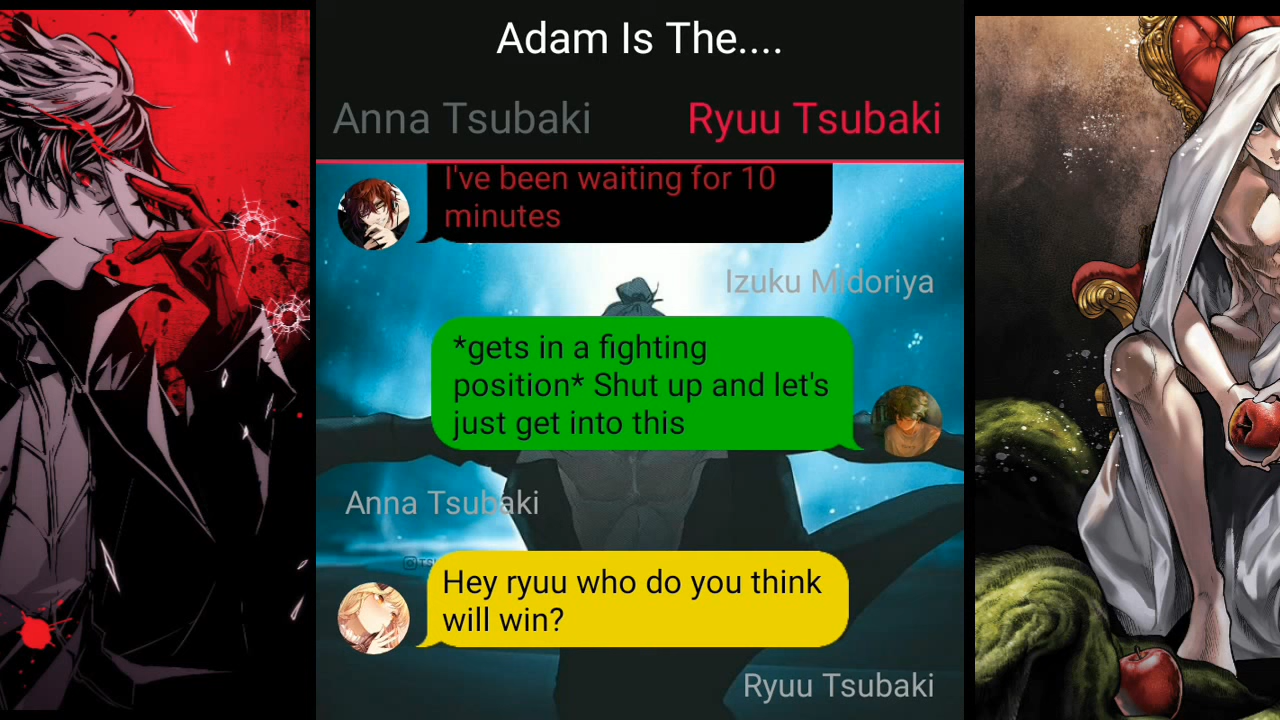 Adam Is The....
Anna Tsubaki
Ryuu Tsubaki
I've been waiting for 10
minutes
Izuku Midoriya
*gets in a fighting
position* Shut up and let's
just get into this
Anna Tsubaki
Hey ryuu who do you think
will win?
Ryuu Tsubaki